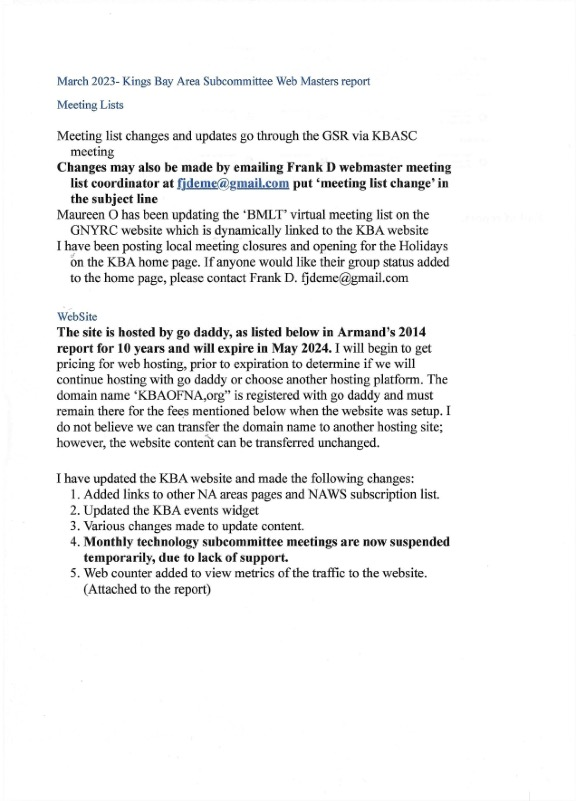 March 2023- Kings Bay Area Subcommittee Web Masters report
Meeting Lists
Meeting list changes and updates go through the GSR via KBASC
meeting
Changes may also be made by emailing Frank D webmaster meeting
list coordinator at fjdeme@gmail.com put ‘meeting list change’ in
the subject line
Maureen O has been updating the ‘BMLT’ virtual meeting list on the
GNYRC website which is dynamically linked to the KBA website
I have been posting local meeting closures and opening for the Holidays
on the KBA home page. If anyone would like their group status added
to the home page, please contact Frank D. fjdeme@gmail.com
WebSite
The site is hosted by go daddy, as listed below in Armand’s 2014
report for 10 years and will expire in May 2024. I will begin to get
pricing for web hosting, prior to expiration to determine if we will
continue hosting with go daddy or choose another hosting platform. The
domain name ‘KBAOFNA,org” is registered with go daddy and must
remain there for the fees mentioned below when the website was setup. I
do not believe we can transfer the domain name to another hosting site;
however, the website content can be transferred unchanged.
I have updated the KBA website and made the following changes:
1. Added links to other NA areas pages and NAWS subscription list.
2. Updated the KBA events widget
3. Various changes made to update content.
4. Monthly technology subcommittee meetings are now suspended
temporarily, due to lack of support.
5. Web counter added to view metrics of the traffic to the website.
(Attached to the report)